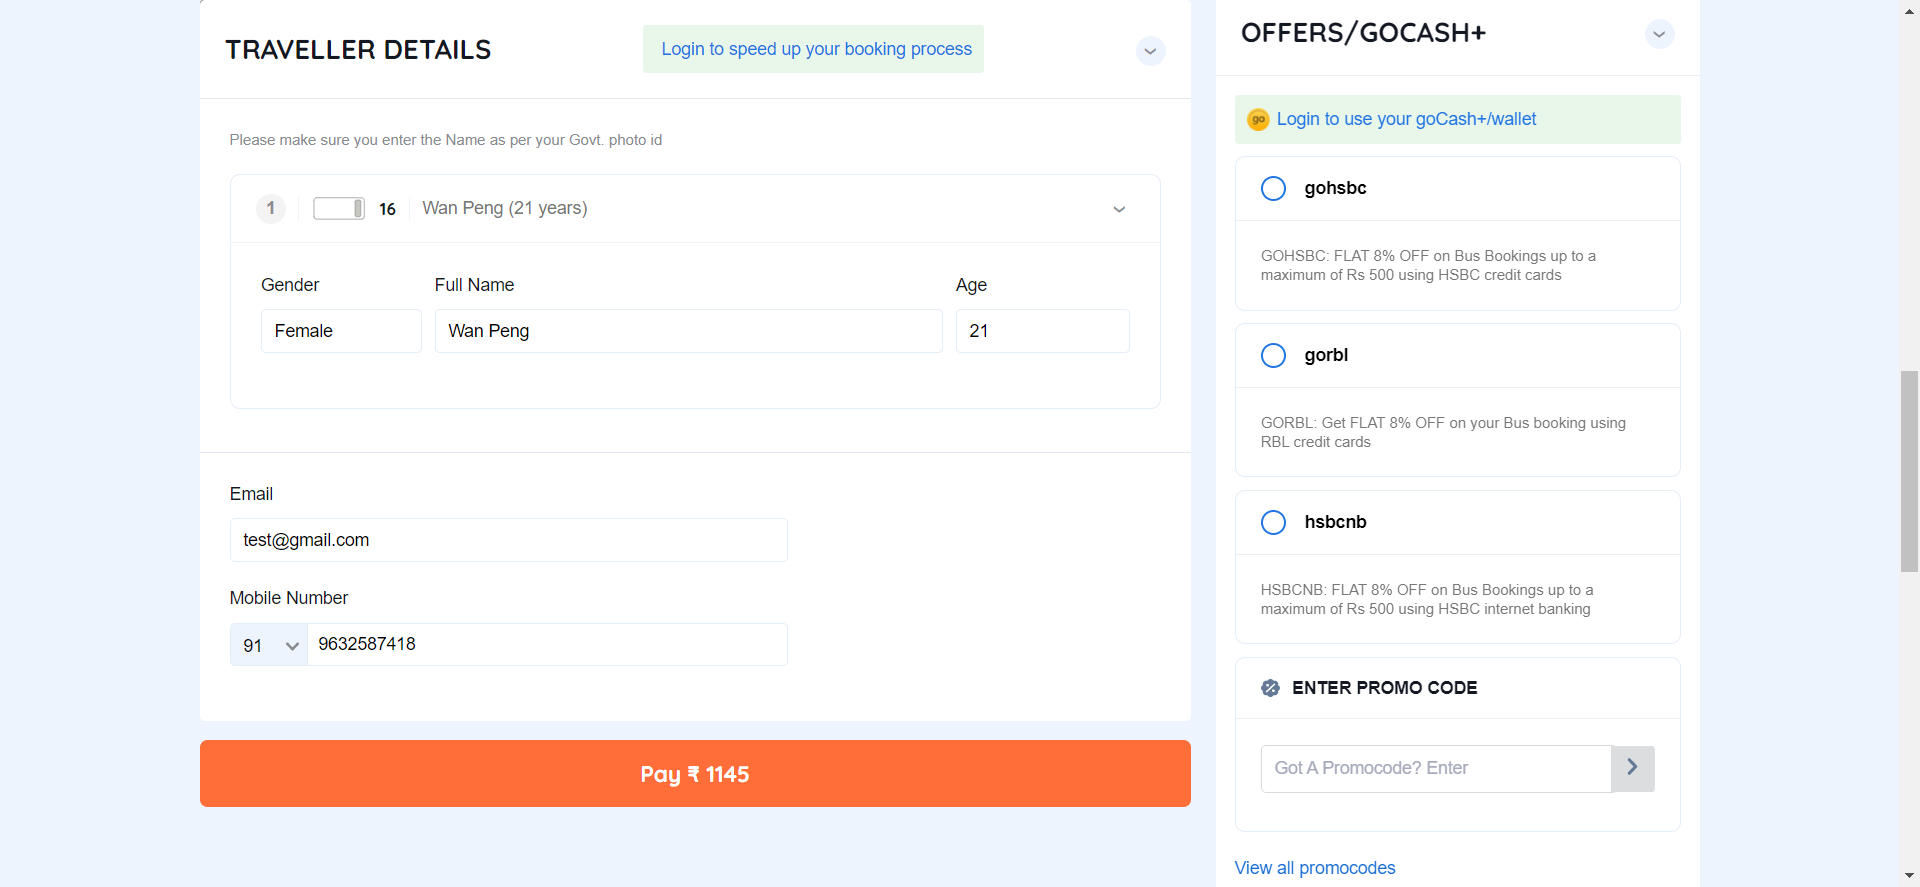 TRAVELLER DETAILS
Login to speed up your booking process
Please make sure you enter the Name as per your Govt. photo id
1
16
Wan Peng (21 years)
Gender
Full Name
Age
Female
Wan Peng
21
Email
test@gmail.com
Mobile Number
91
9632587418
Pay ₹ 1145
OFFERS/GOCASH+
go
Login to use your goCash+/wallet
gohsbc
GOHSBC: FLAT 8% OFF on Bus Bookings up to a
maximum of Rs 500 using HSBC credit cards
gorbl
GORBL: Get FLAT 8% OFF on your Bus booking using
RBL credit cards
hsbcnb
HSBCNB: FLAT 8% OFF on Bus Bookings up to a
maximum of Rs 500 using HSBC internet banking
ENTER PROMO CODE
Got A Promocode? Enter
View all promocodes